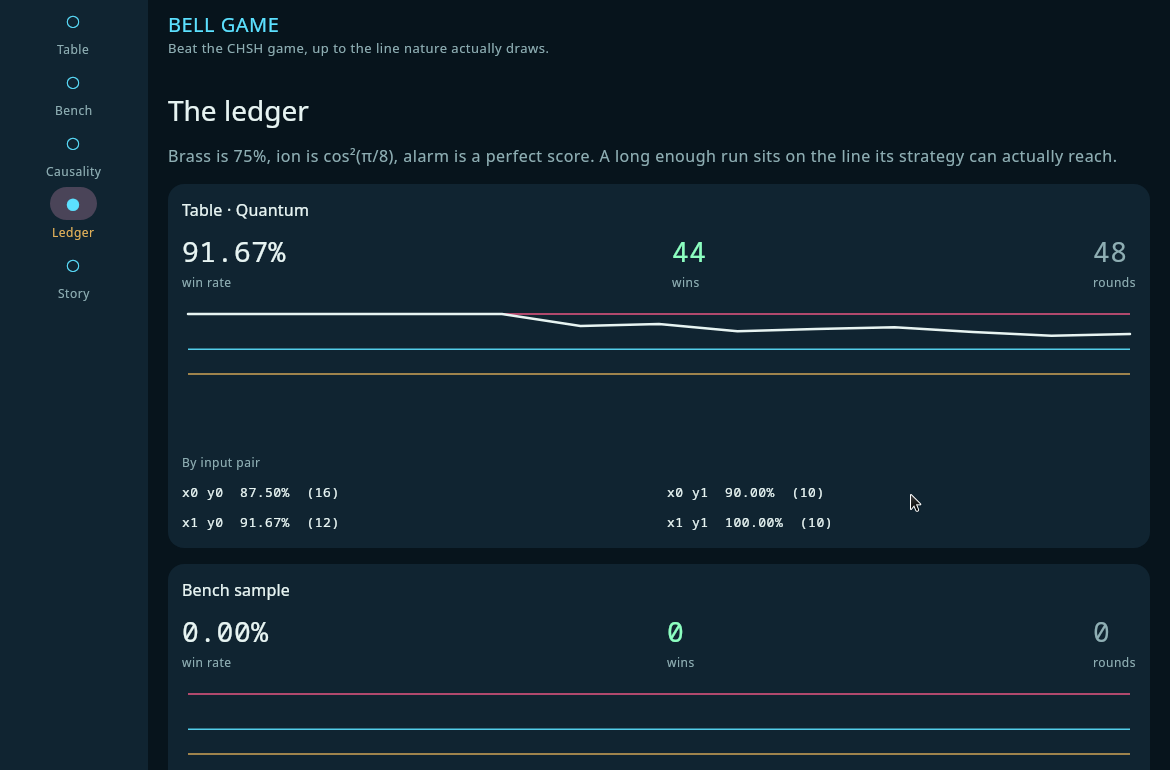 Table
Bench
Causality
Ledger
Story
BELL GAME
Beat the CHSH game, up to the line nature actually draws.
The ledger
Brass is 75%, ion is cos²(π/8), alarm is a perfect score. A long enough run sits on the line its strategy can actually reach.
Table · Quantum
91.67% 44 48
win rate wins rounds
By input pair
x0 y0 87.50% (16) x0 y1 90.00% (10)
x1 y0 91.67% (12) x1 y1 100.00% (10)
Bench sample
0.00% 0 0
win rate wins rounds